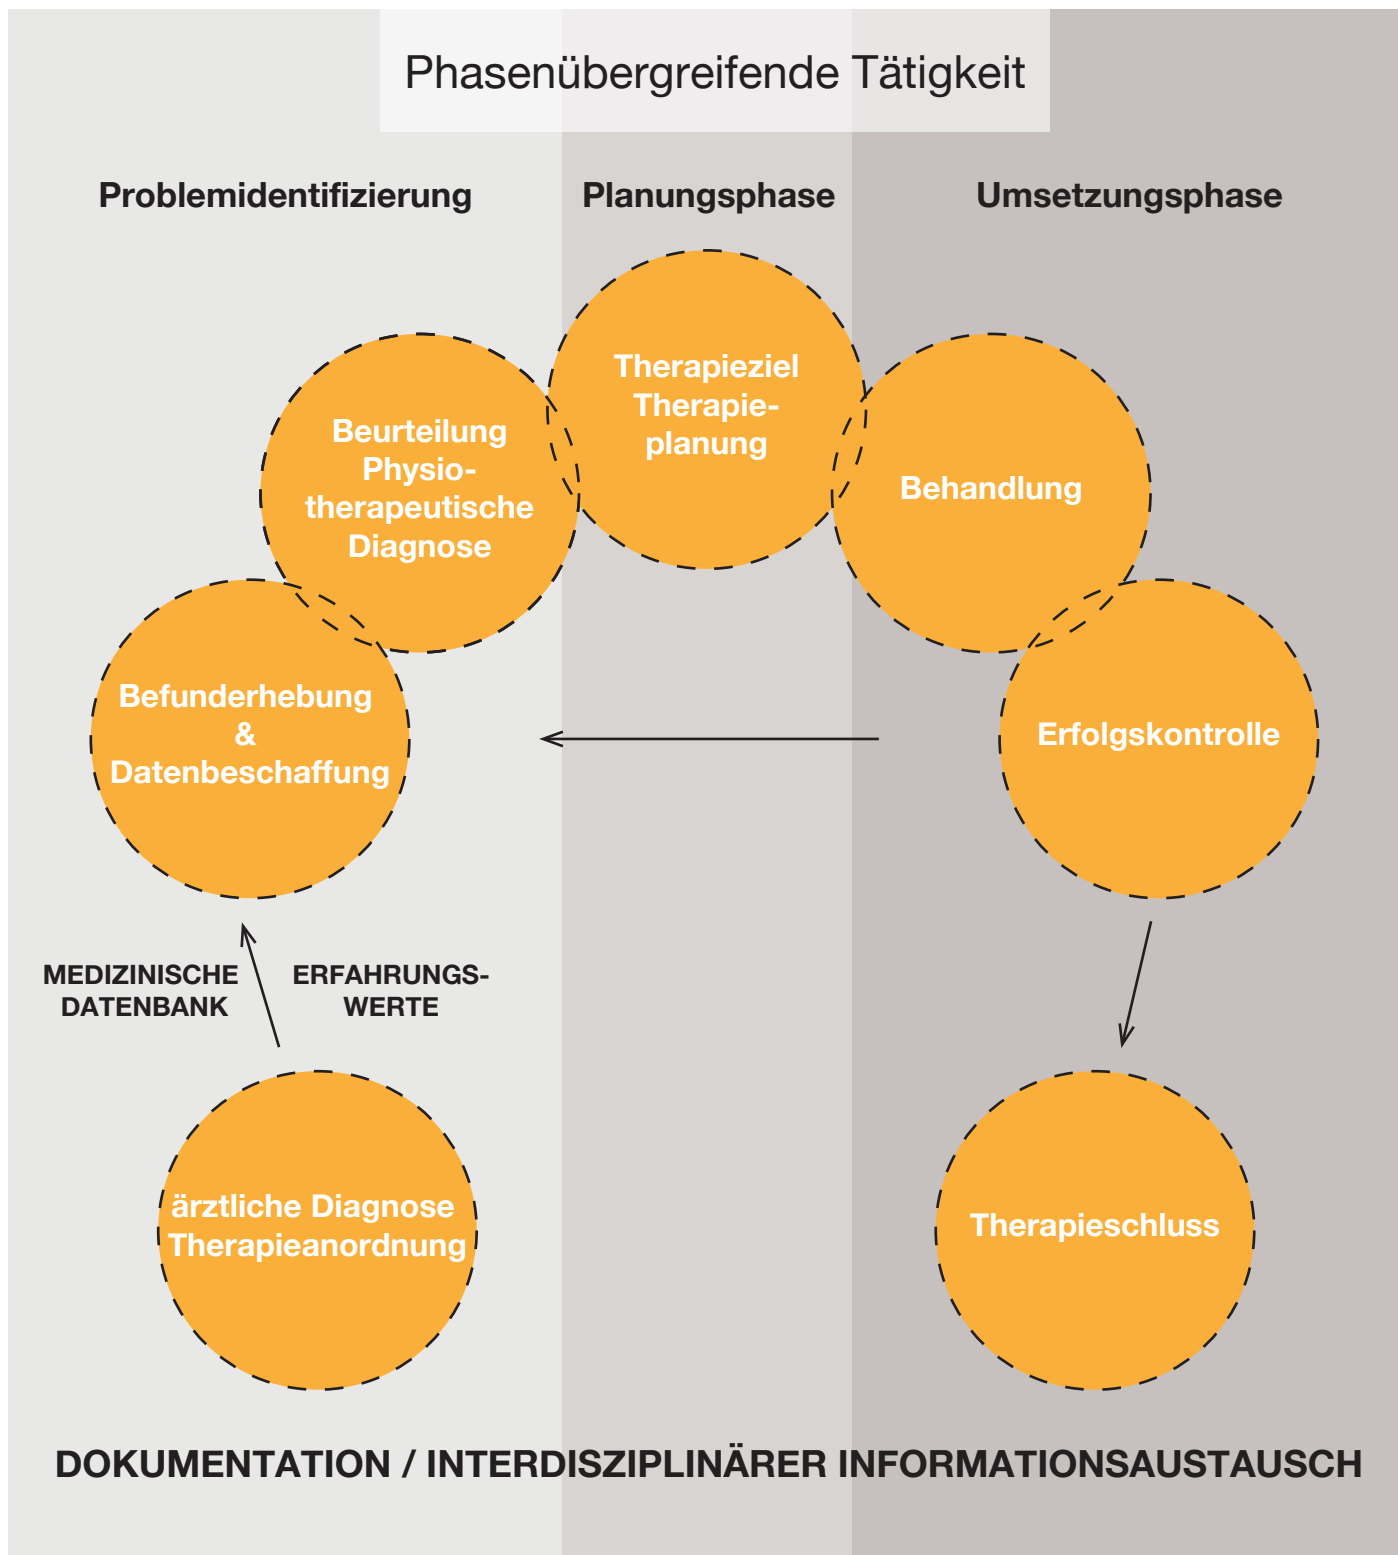 Phasenübergreifende Tätigkeit
Problemidentifizierung
Planungsphase
Umsetzungsphase
Therapieziel
Therapie-
planung
Beurteilung
Physio-
therapeutische
Diagnose
Behandlung
Befunderhebung
&
Datenbeschaffung
Erfolgskontrolle
MEDIZINISCHE
DATENBANK
ERFAHRUNGS-
WERTE
ärztliche Diagnose
Therapieanordnung
Therapieschluss
DOKUMENTATION / INTERDISZIPLINÄRER INFORMATIONSAUSTAUSCH